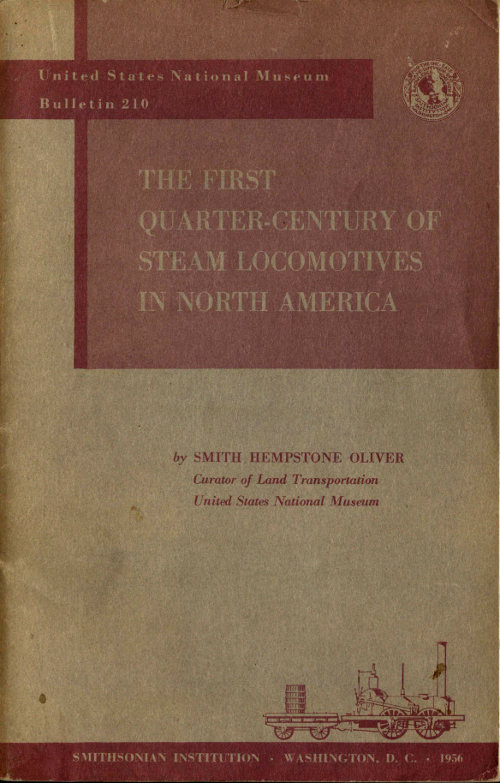 United States National Museum
Bulletin 210
THE FIRST
QUARTER-CENTURY OF
STEAM LOCOMOTIVES
IN NORTH AMERICA
by SMITH HEMPSTONE OLIVER
Curator of Land Transportation
United States National Museum
SMITHSONIAN INSTITUTION · WASHINGTON, D. C. · 1956